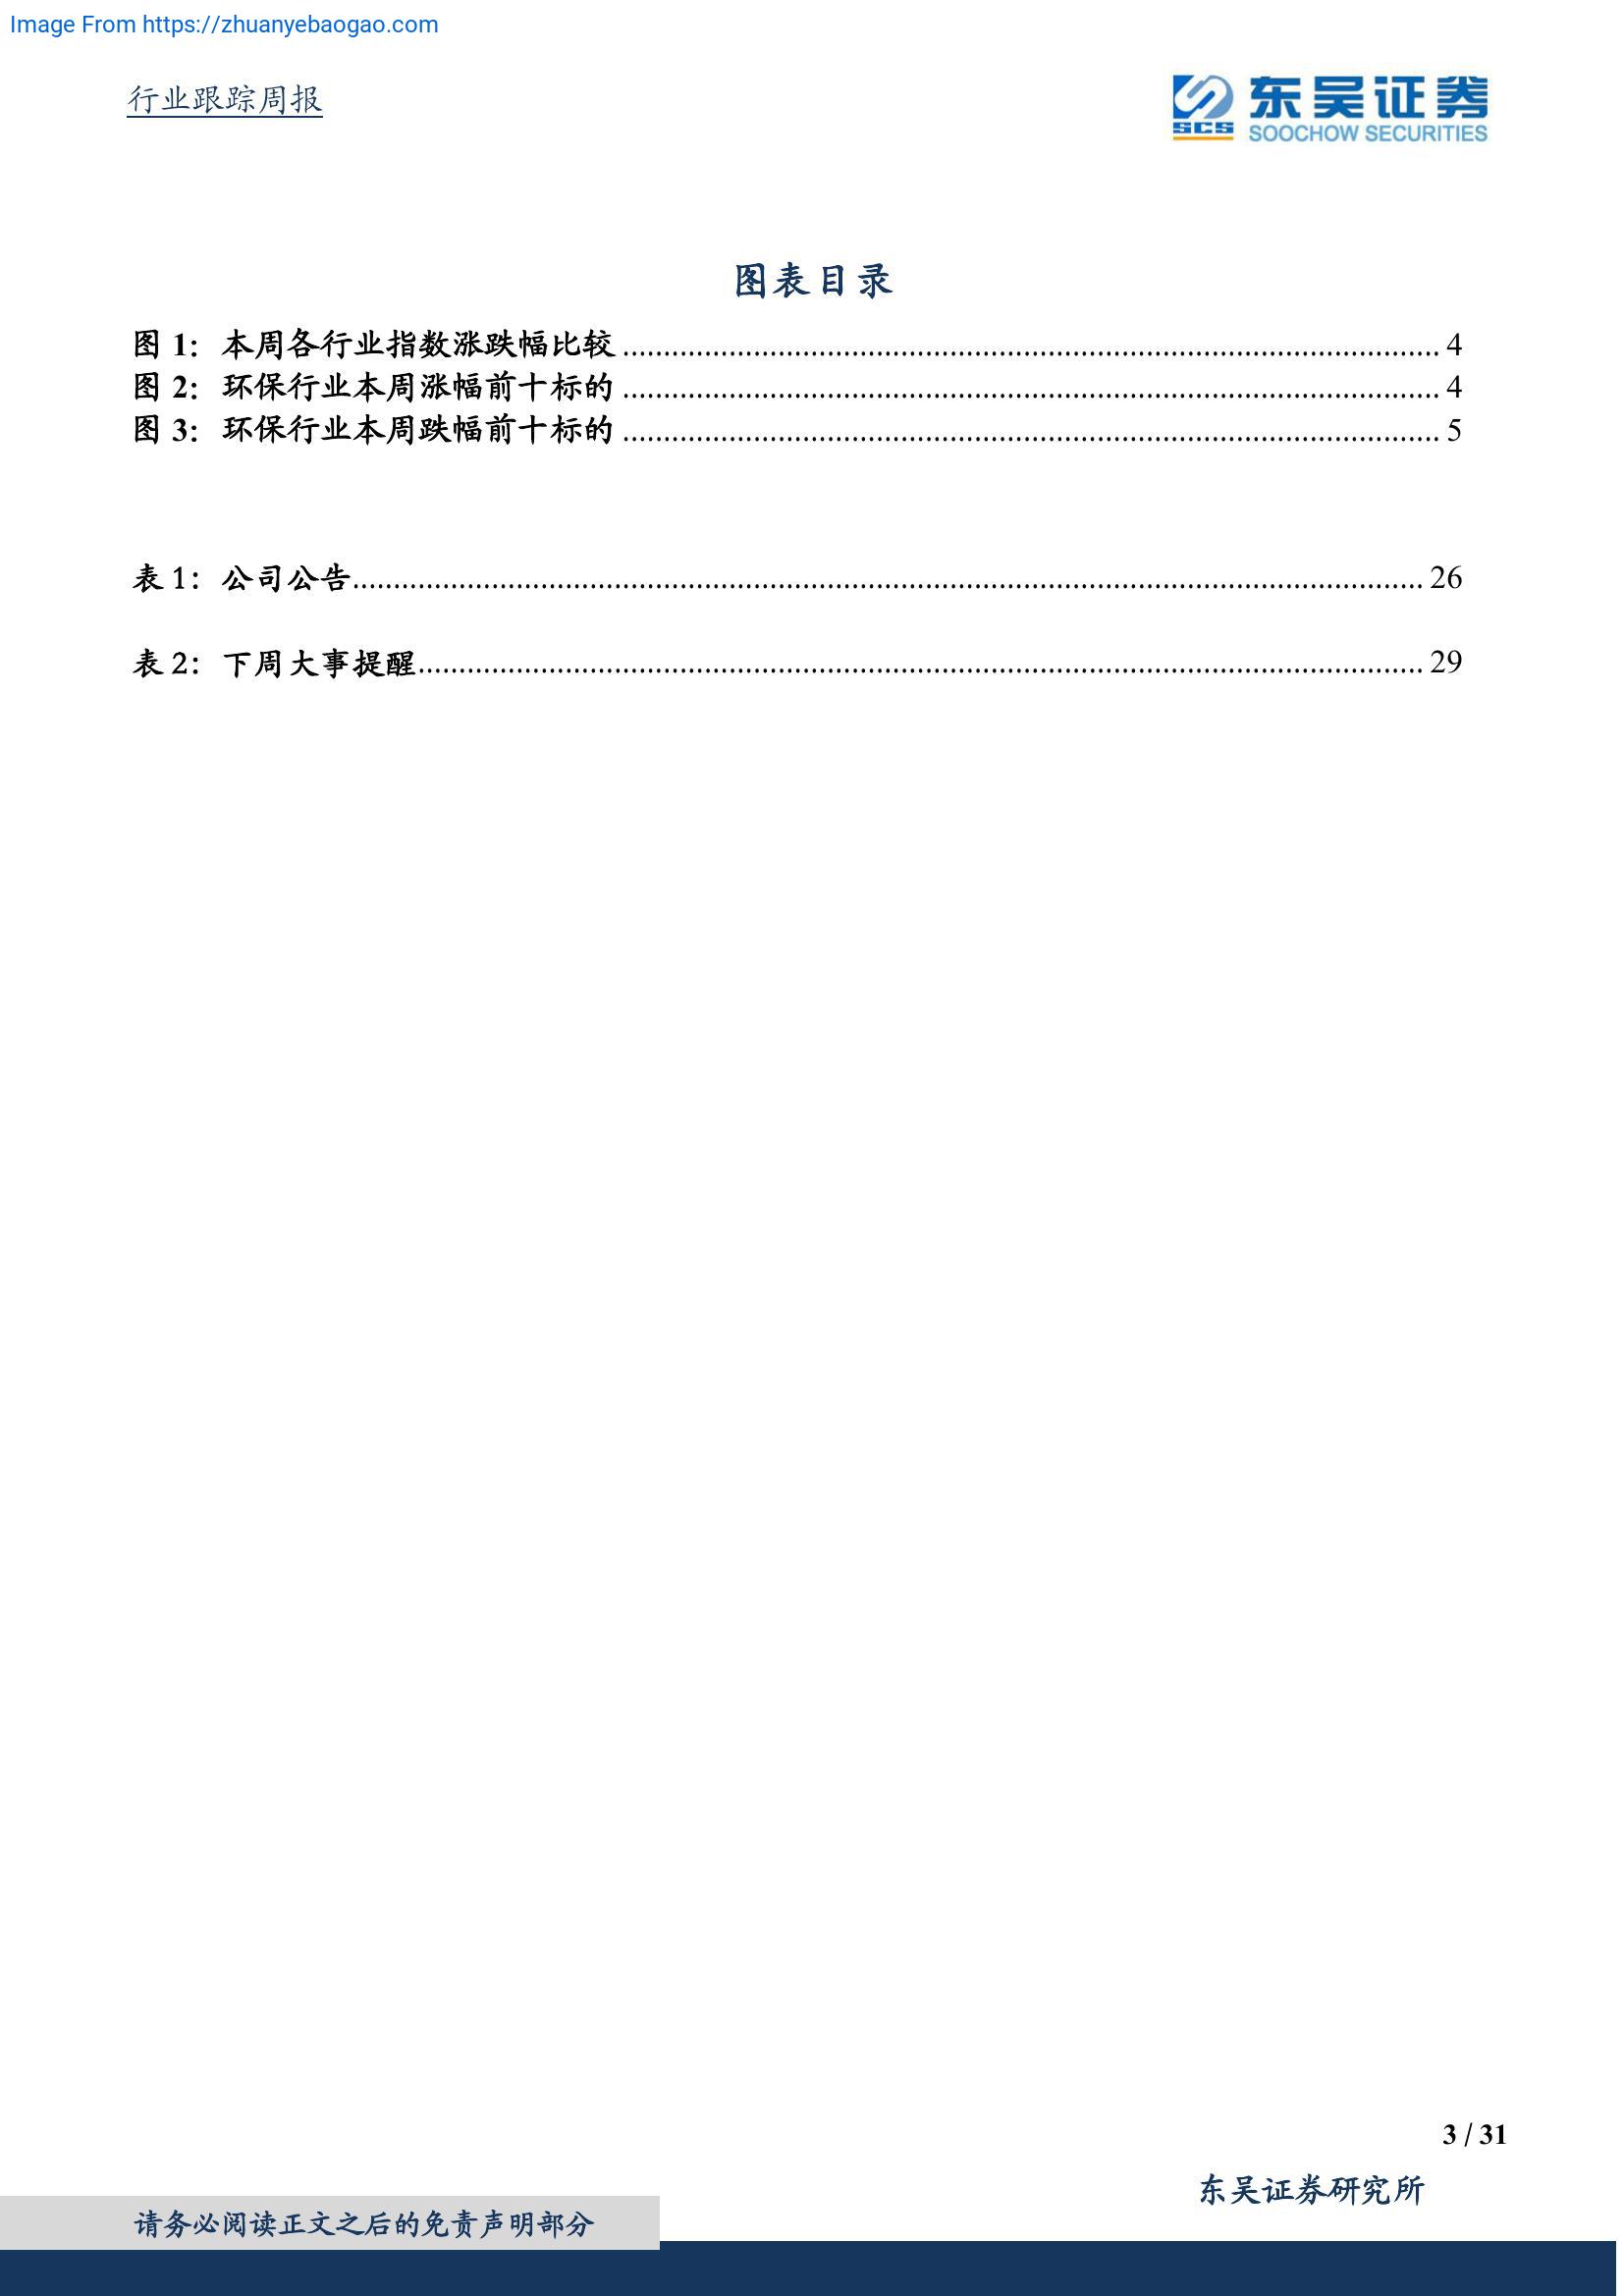 Image From https://zhuanyebaogao.com
行业跟踪周报
东吴证券
SCS
SOOCHOW SECURITIES
图表目录
图 1： 本周各行业指数涨跌幅比较 4
图 2： 环保行业本周涨幅前十标的 4
图 3： 环保行业本周跌幅前十标的 5
表 1： 公司公告 26
表 2： 下周大事提醒 29
3 / 31
东吴证券研究所
请务必阅读正文之后的免责声明部分